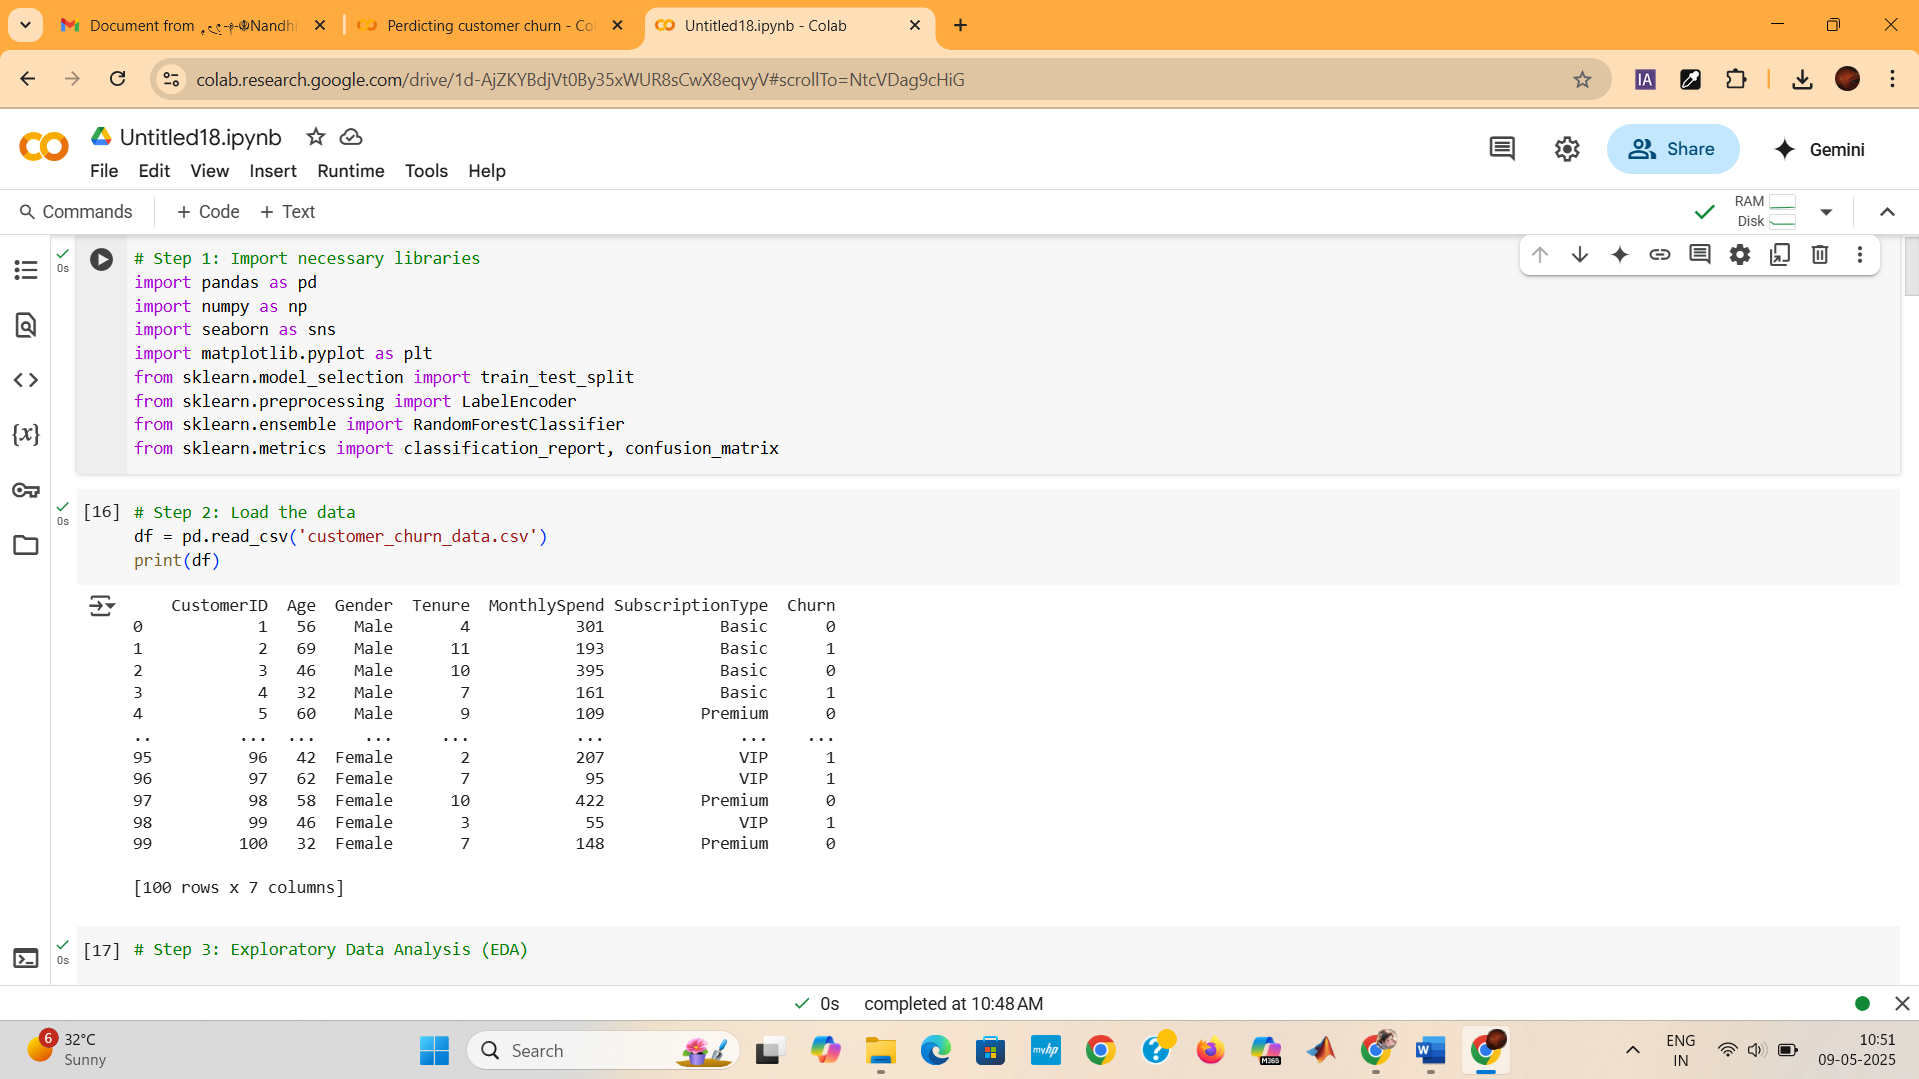 Document from Nandhi
Perdicting customer churn - Co
Untitled18.ipynb - Colab
colab.research.google.com/drive/1d-AjZKYBdjVt0By35xWUR8sCwX8eqvyV#scrollTo=NtcVDag9cHiG
IA
CO
Untitled18.ipynb
File Edit View Insert Runtime Tools Help
Share
Gemini
Commands + Code + Text
RAM
Disk
0s
# Step 1: Import necessary libraries
import pandas as pd
import numpy as np
import seaborn as sns
import matplotlib.pyplot as plt
from sklearn.model_selection import train_test_split
from sklearn.preprocessing import LabelEncoder
from sklearn.ensemble import RandomForestClassifier
from sklearn.metrics import classification_report, confusion_matrix
{x}
0s
[16] # Step 2: Load the data
df = pd.read_csv('customer_churn_data.csv')
print(df)
CustomerID Age Gender Tenure MonthlySpend SubscriptionType Churn
0 1 56 Male 4 301 Basic 0
1 2 69 Male 11 193 Basic 1
2 3 46 Male 10 395 Basic 0
3 4 32 Male 7 161 Basic 1
4 5 60 Male 9 109 Premium 0
.. ... ... ... ... ... ... ...
95 96 42 Female 2 207 VIP 1
96 97 62 Female 7 95 VIP 1
97 98 58 Female 10 422 Premium 0
98 99 46 Female 3 55 VIP 1
99 100 32 Female 7 148 Premium 0
[100 rows x 7 columns]
0s
[17] # Step 3: Exploratory Data Analysis (EDA)
0s completed at 10:48 AM
6
32°C
Sunny
Search
myhp
M365
W
ENG
IN
10:51
09-05-2025